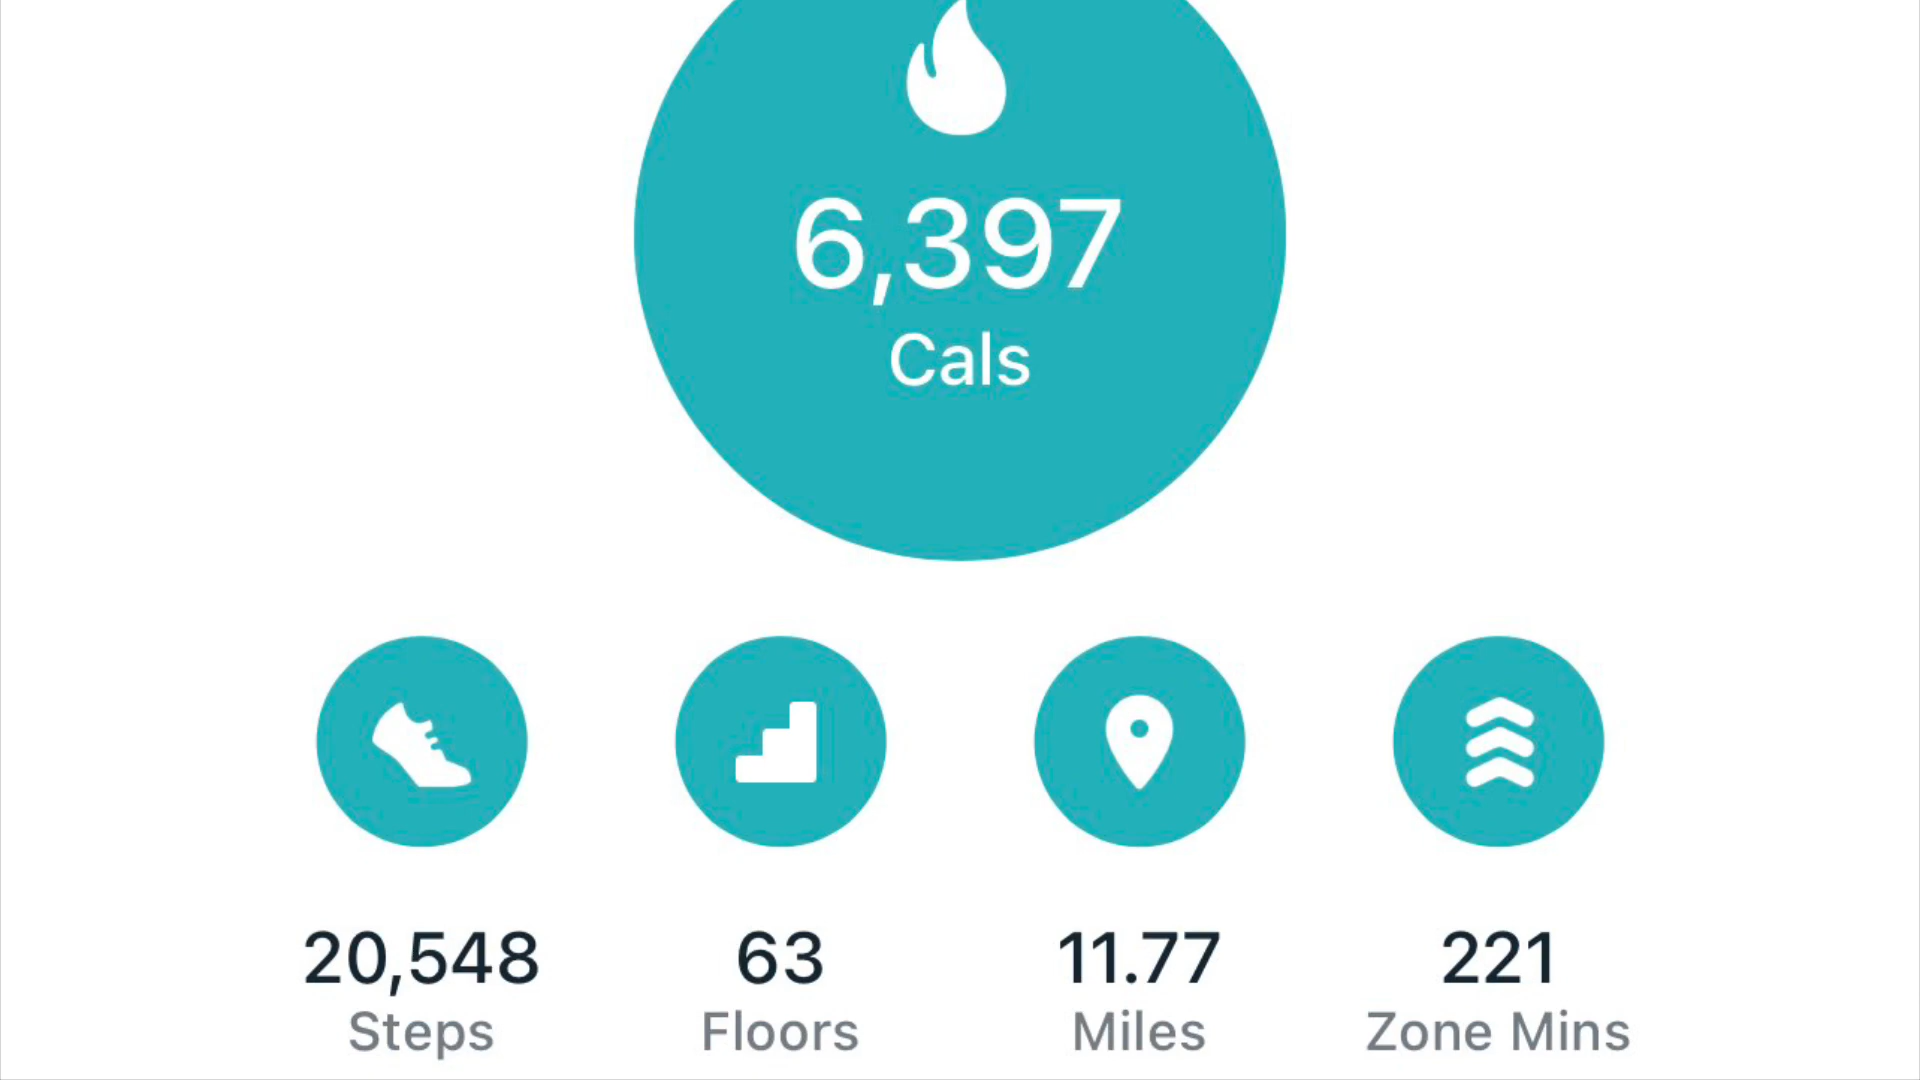 6,397
Cals
20,548
63
11.77
221
Steps
Floors
Miles
Zone Mins